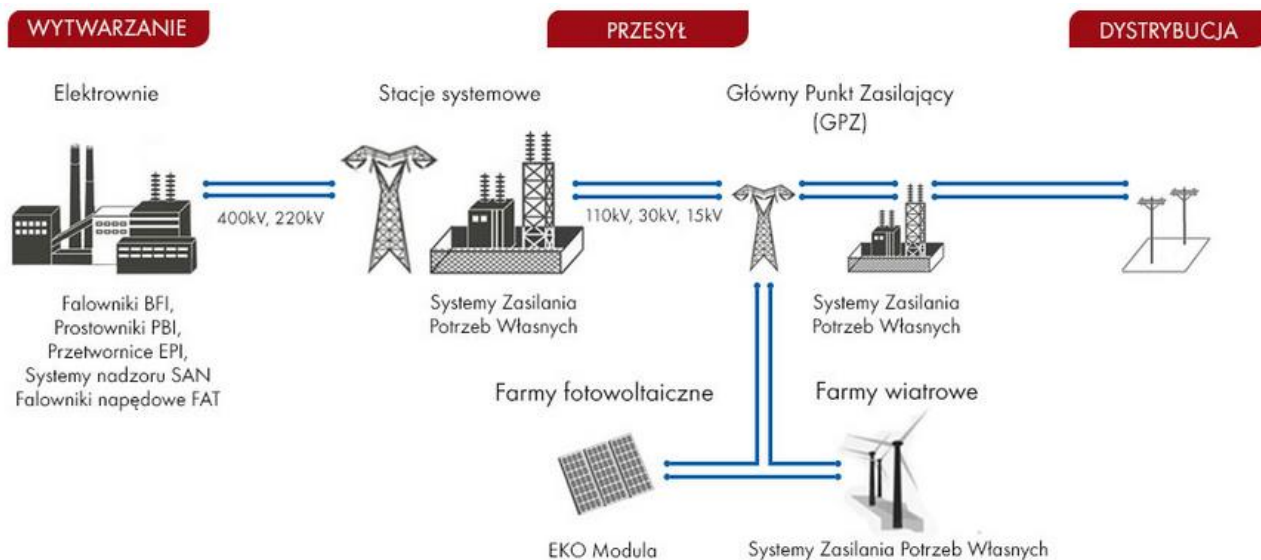 WYTWARZANIE
PRZESYŁ
DYSTRYBUCJA
Elektrownie
Stacje systemowe
Główny Punkt Zasilający
(GPZ)
400kV, 220kV
110kV, 30kV, 15kV
Falowniki BFI,
Prostowniki PBI,
Przetwornice EPI,
Systemy nadzoru SAN
Falowniki napędowe FAT
Systemy Zasilania
Potrzeb Własnych
Systemy Zasilania
Potrzeb Własnych
Farmy fotowoltaiczne
Farmy wiatrowe
EKO Modula
Systemy Zasilania Potrzeb Własnych